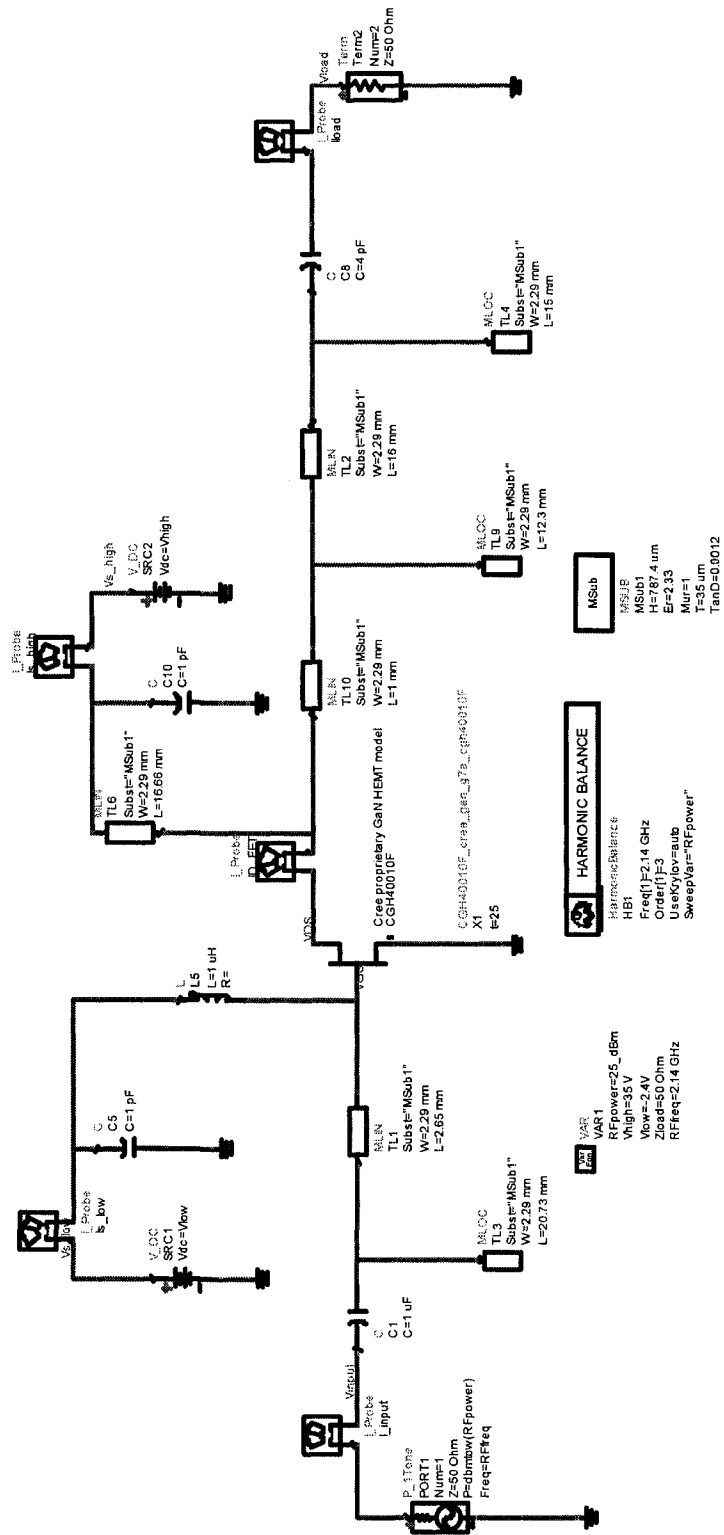 P_1Tone
PORT1
Num=1
Z=50 Ohm
P=dbmtow(RFpower)
Freq=RFfreq
I_Probe
I_input
Vinput
C
C1
C=1 uF
MLOC
TL3
Subst="MSub1"
W=2.29 mm
L=20.73 mm
MLIN
TL1
Subst="MSub1"
W=2.29 mm
L=2.65 mm
V_DC
SRC1
Vdc=Vlow
I_Probe
Is_low
C
C5
C=1 pF
L
L5
L=1 uH
R=
VDS
Cree proprietary GaN HEMT model
CGH40010F
X1
t=25
I_Probe
ID_FET
MLIN
TL6
Subst="MSub1"
W=2.29 mm
L=16.66 mm
C
C10
C=1 pF
I_Probe
Is_high
Vs_high
V_DC
SRC2
Vdc=Vhigh
MLIN
TL10
Subst="MSub1"
W=2.29 mm
L=1 mm
MLOC
TL9
Subst="MSub1"
W=2.29 mm
L=12.3 mm
MLIN
TL2
Subst="MSub1"
W=2.29 mm
L=16 mm
MLOC
TL4
Subst="MSub1"
W=2.29 mm
L=15 mm
C
C8
C=4 pF
I_Probe
Iload
Vload
Term
Term2
Num=2
Z=50 Ohm
Var
Eqn
VAR
VAR1
RFpower=25_dBm
Vhigh=35 V
Vlow=-2.4V
Zload=50 Ohm
RFfreq=2.14 GHz
HARMONIC BALANCE
HarmonicBalance
HB1
Freq[1]=2.14 GHz
Order[1]=3
UseKrylov=auto
SweepVar="RFpower"
MSub
MSUB
MSub1
H=787.4 um
Er=2.33
Mur=1
T=35 um
TanD=0.0012